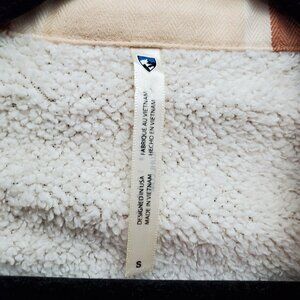 FABRIQUÉ AU VIETNAM
HECHO EN VIETNAM
DESIGNED IN USA
MADE IN VIETNAM
S